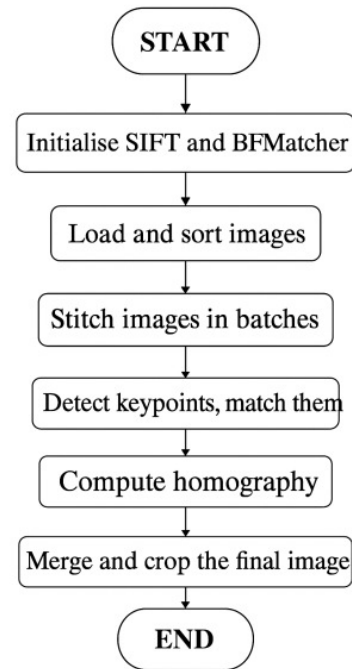 START
Initialise SIFT and BFMatcher
Load and sort images
Stitch images in batches
Detect keypoints, match them
Compute homography
Merge and crop the final image
END